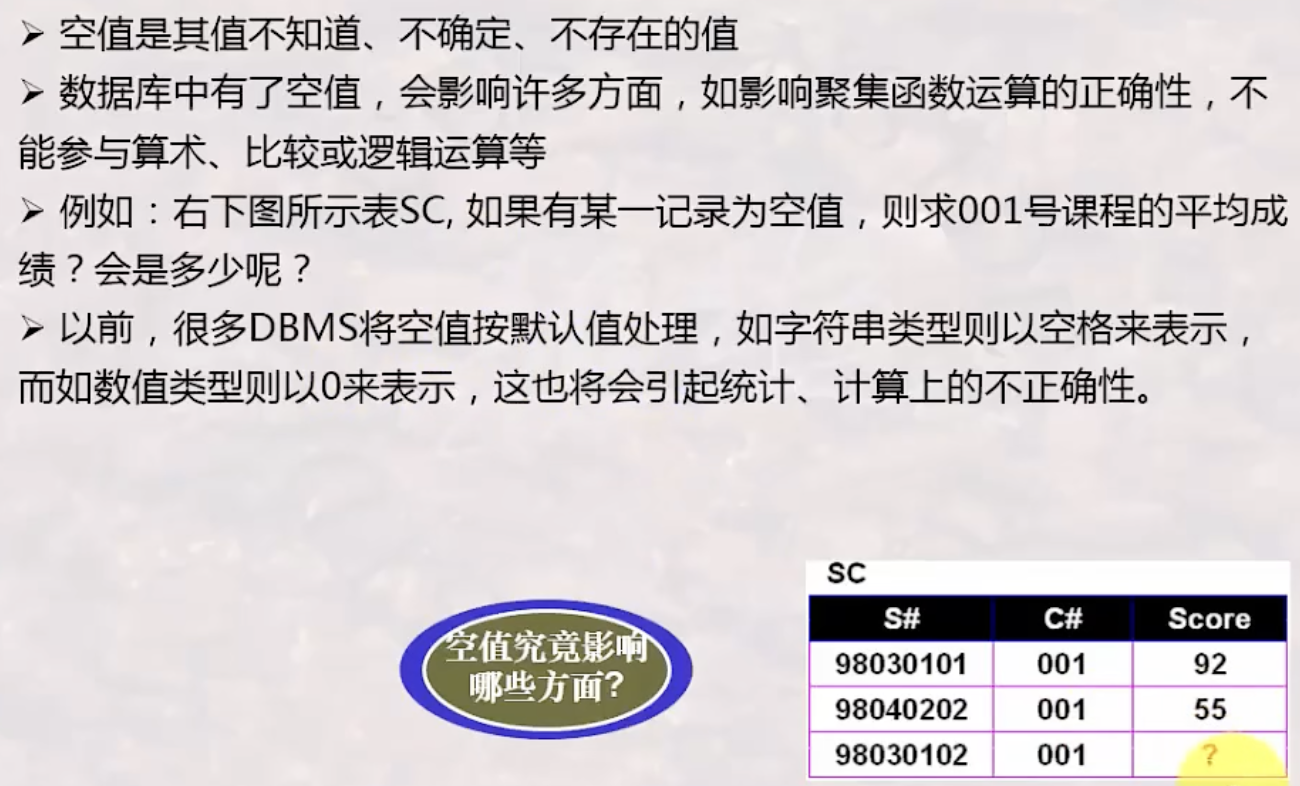 ➢ 空值是其值不知道、不确定、不存在的值
➢ 数据库中有了空值，会影响许多方面，如影响聚集函数运算的正确性，不
能参与算术、比较或逻辑运算等
➢ 例如：右下图所示表SC, 如果有某一记录为空值，则求001号课程的平均成
绩？会是多少呢？
➢ 以前，很多DBMS将空值按默认值处理，如字符串类型则以空格来表示，
而如数值类型则以0来表示，这也将会引起统计、计算上的不正确性。
空值究竟影响
哪些方面?
SC
S# C# Score
98030101 001 92
98040202 001 55
98030102 001 ?